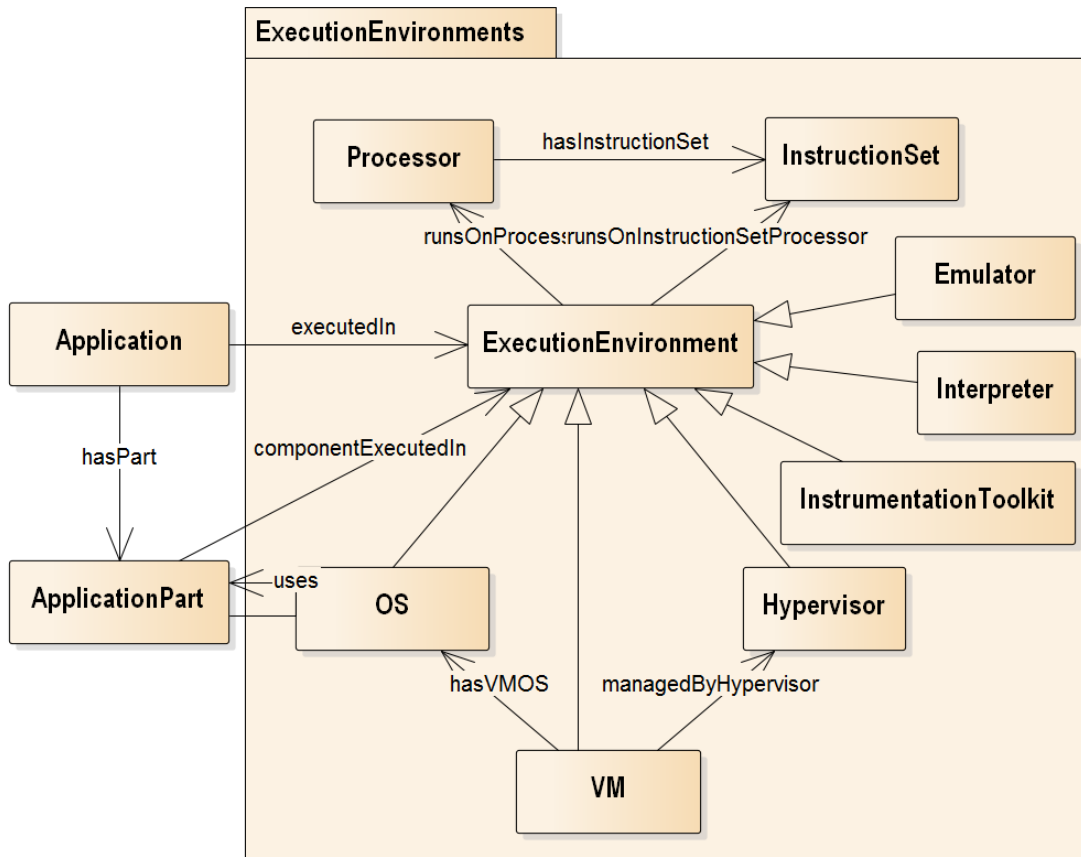 ExecutionEnvironments
Processor
hasInstructionSet
InstructionSet
runsOnProcess
runsOnInstructionSetProcessor
Emulator
Application
executedIn
ExecutionEnvironment
Interpreter
hasPart
componentExecutedIn
InstrumentationToolkit
ApplicationPart
uses
OS
Hypervisor
hasVMOS
managedByHypervisor
VM